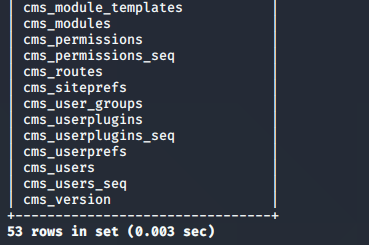 cms_module_templates
cms_modules
cms_permissions
cms_permissions_seq
cms_routes
cms_siteprefs
cms_user_groups
cms_userplugins
cms_userplugins_seq
cms_userprefs
cms_users
cms_users_seq
cms_version
+--------------------------------+
53 rows in set (0.003 sec)